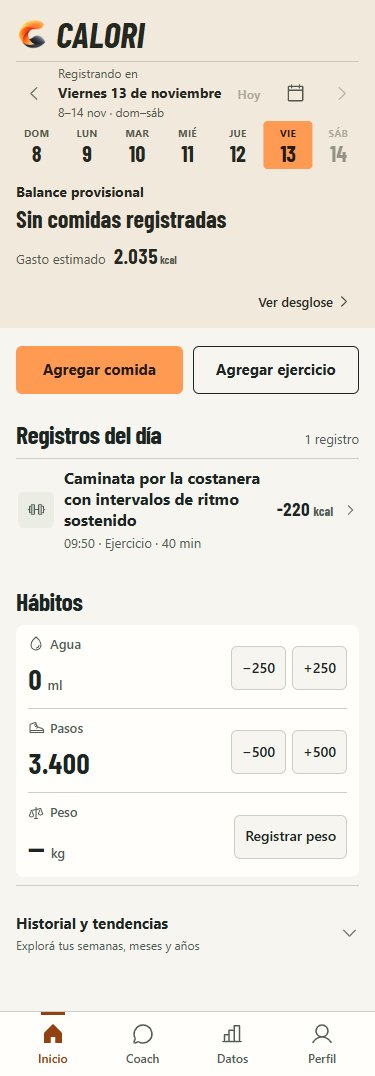 CALORI
Registrando en
Viernes 13 de noviembre
Hoy
8–14 nov · dom–sáb
DOM LUN MAR MIÉ JUE VIE SÁB
8 9 10 11 12 13 14
Balance provisional
Sin comidas registradas
Gasto estimado 2.035 kcal
Ver desglose
Agregar comida Agregar ejercicio
Registros del día 1 registro
Caminata por la costanera
con intervalos de ritmo
sostenido
-220 kcal
09:50 · Ejercicio · 40 min
Hábitos
Agua
0 ml
−250 +250
Pasos
3.400
−500 +500
Peso
– kg
Registrar peso
Historial y tendencias
Explorá tus semanas, meses y años
Inicio Coach Datos Perfil